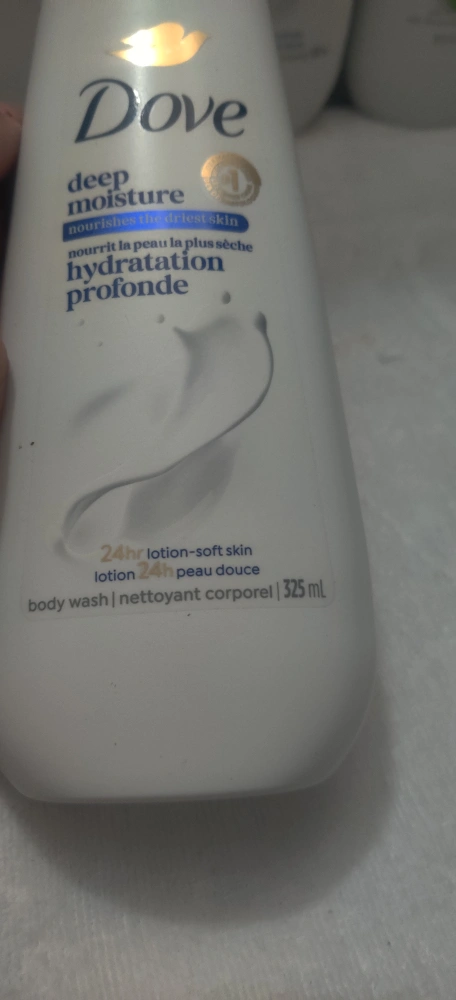 Dove
deep
moisture
#1
nourishes the driest skin
nourrit la peau la plus sèche
hydratation
profonde
24hr lotion-soft skin
lotion 24h peau douce
body wash | nettoyant corporel | 325 mL